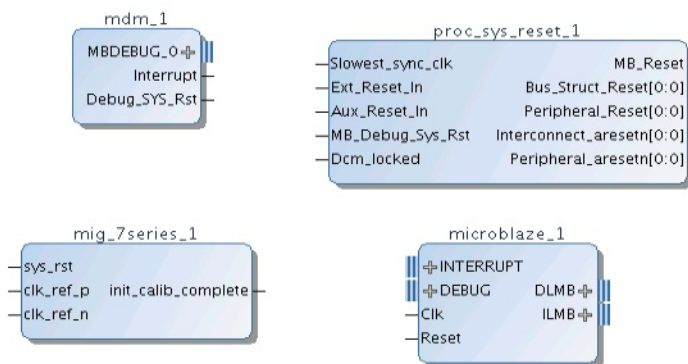 mdm_1
MBDEBUG_0
Interrupt
Debug_SYS_Rst
proc_sys_reset_1
Slowest_sync_clk MB_Reset
Ext_Reset_In Bus_Struct_Reset[0:0]
Aux_Reset_In Peripheral_Reset[0:0]
MB_Debug_Sys_Rst Interconnect_aresetn[0:0]
Dcm_locked Peripheral_aresetn[0:0]
mig_7series_1
sys_rst
clk_ref_p init_calib_complete
clk_ref_n
microblaze_1
INTERRUPT
DEBUG DLMB
Clk ILMB
Reset